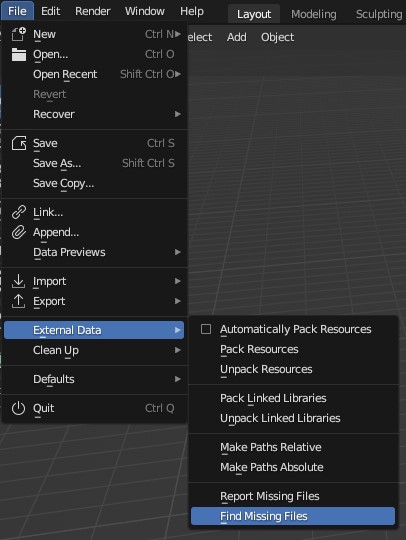 File Edit Render Window Help Layout Modeling Sculpting
New Ctrl N
Open... Ctrl O
Open Recent Shift Ctrl O
Revert
Recover
Save Ctrl S
Save As... Shift Ctrl S
Save Copy...
Link...
Append...
Data Previews
Import
Export
External Data
Clean Up
Defaults
Quit Ctrl Q
elect Add Object
Automatically Pack Resources
Pack Resources
Unpack Resources
Pack Linked Libraries
Unpack Linked Libraries
Make Paths Relative
Make Paths Absolute
Report Missing Files
Find Missing Files